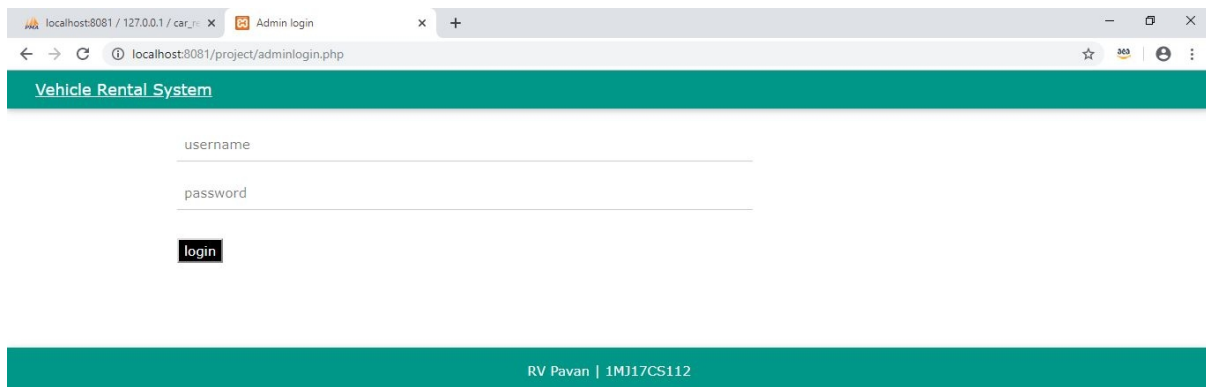 localhost:8081 / 127.0.0.1 / car_re
Admin login
localhost:8081/project/adminlogin.php
Vehicle Rental System
username
password
login
RV Pavan | 1MJ17CS112